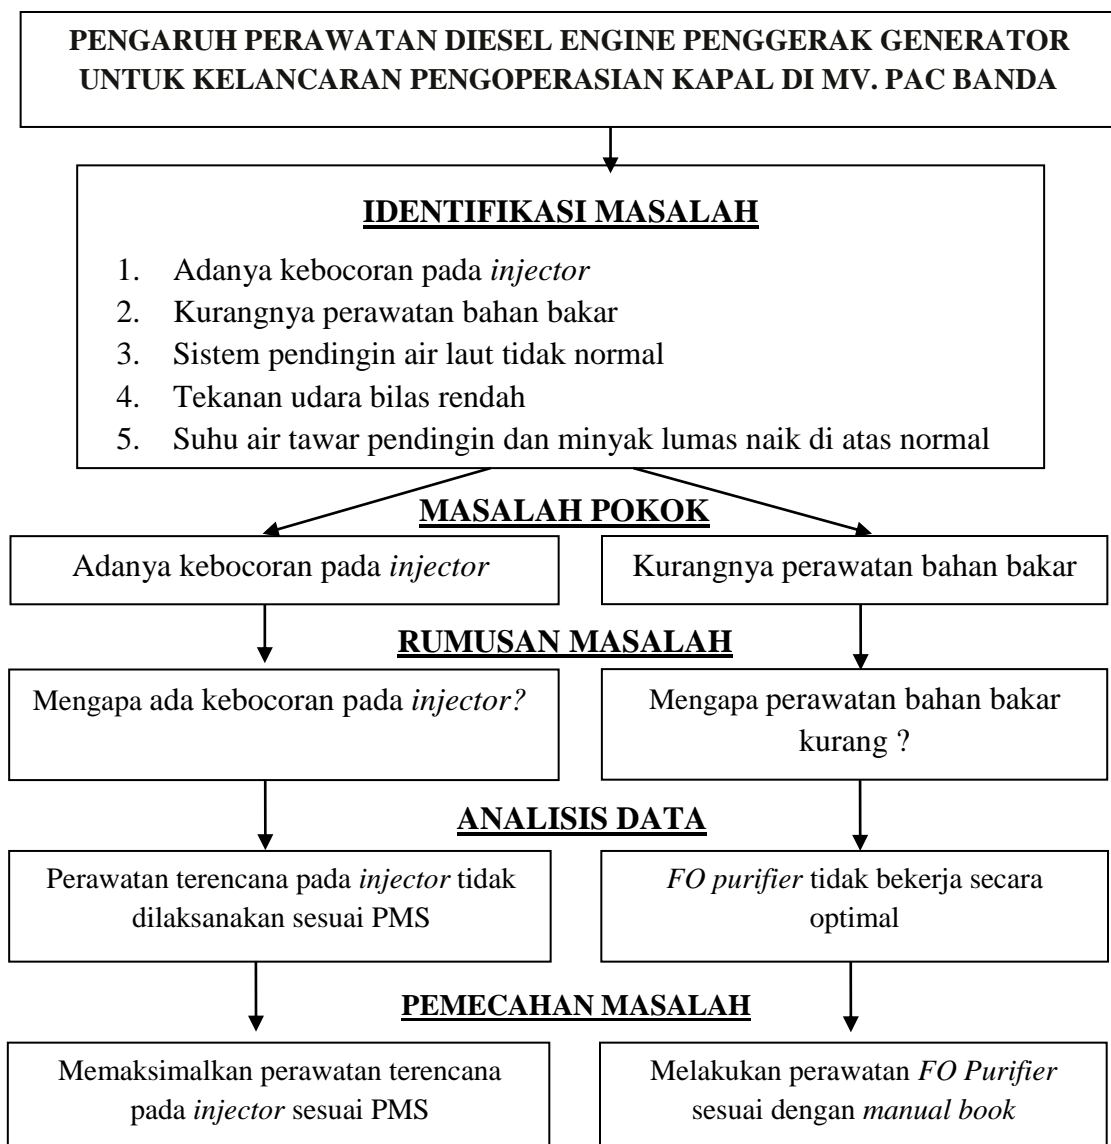 PENGARUH PERAWATAN DIESEL ENGINE PENGGERAK GENERATOR
UNTUK KELANCARAN PENGOPERASIAN KAPAL DI MV. PAC BANDA
IDENTIFIKASI MASALAH
1. Adanya kebocoran pada injector
2. Kurangnya perawatan bahan bakar
3. Sistem pendingin air laut tidak normal
4. Tekanan udara bilas rendah
5. Suhu air tawar pendingin dan minyak lumas naik di atas normal
MASALAH POKOK
Adanya kebocoran pada injector
Kurangnya perawatan bahan bakar
RUMUSAN MASALAH
Mengapa ada kebocoran pada injector?
Mengapa perawatan bahan bakar
kurang ?
ANALISIS DATA
Perawatan terencana pada injector tidak
dilaksanakan sesuai PMS
FO purifier tidak bekerja secara
optimal
PEMECAHAN MASALAH
Memaksimalkan perawatan terencana
pada injector sesuai PMS
Melakukan perawatan FO Purifier
sesuai dengan manual book